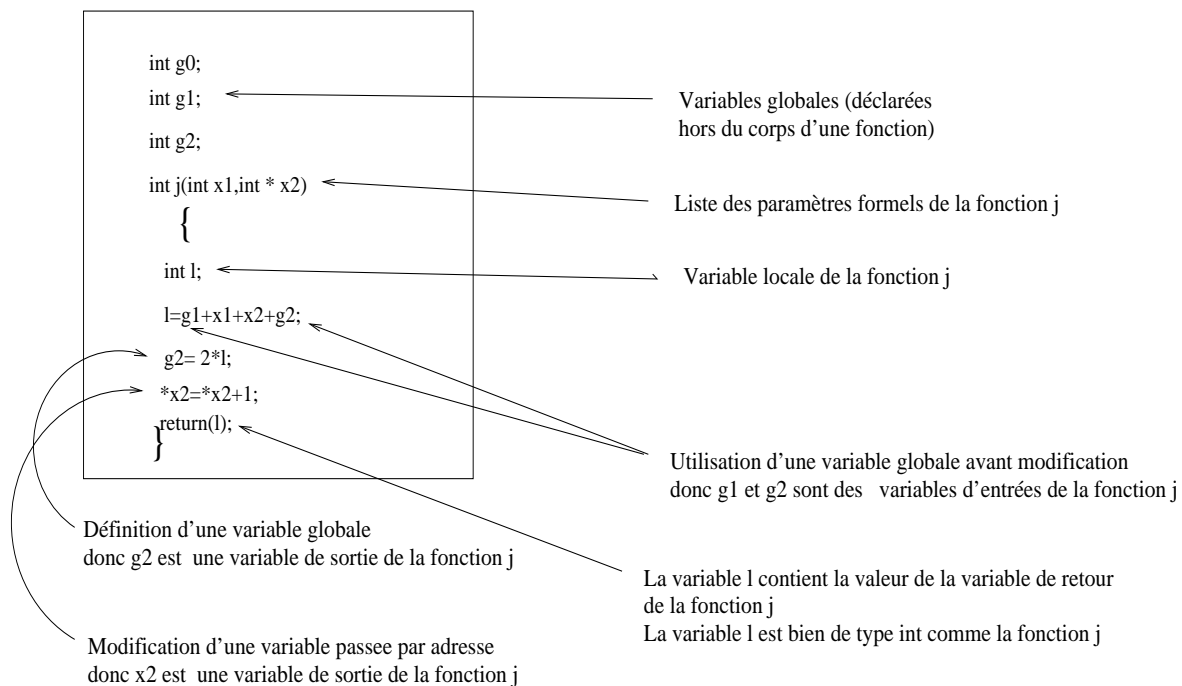 int g0;
int g1;
int g2;
int j(int x1,int * x2)
{
int l;
l=g1+x1+x2+g2;
g2= 2*l;
*x2=*x2+1;
return(l);
}
Variables globales (déclarées
hors du corps d'une fonction)
Liste des paramètres formels de la fonction j
Variable locale de la fonction j
Utilisation d'une variable globale avant modification
donc g1 et g2 sont des variables d'entrées de la fonction j
Définition d'une variable globale
donc g2 est une variable de sortie de la fonction j
La variable l contient la valeur de la variable de retour
de la fonction j
La variable l est bien de type int comme la fonction j
Modification d'une variable passee par adresse
donc x2 est une variable de sortie de la fonction j